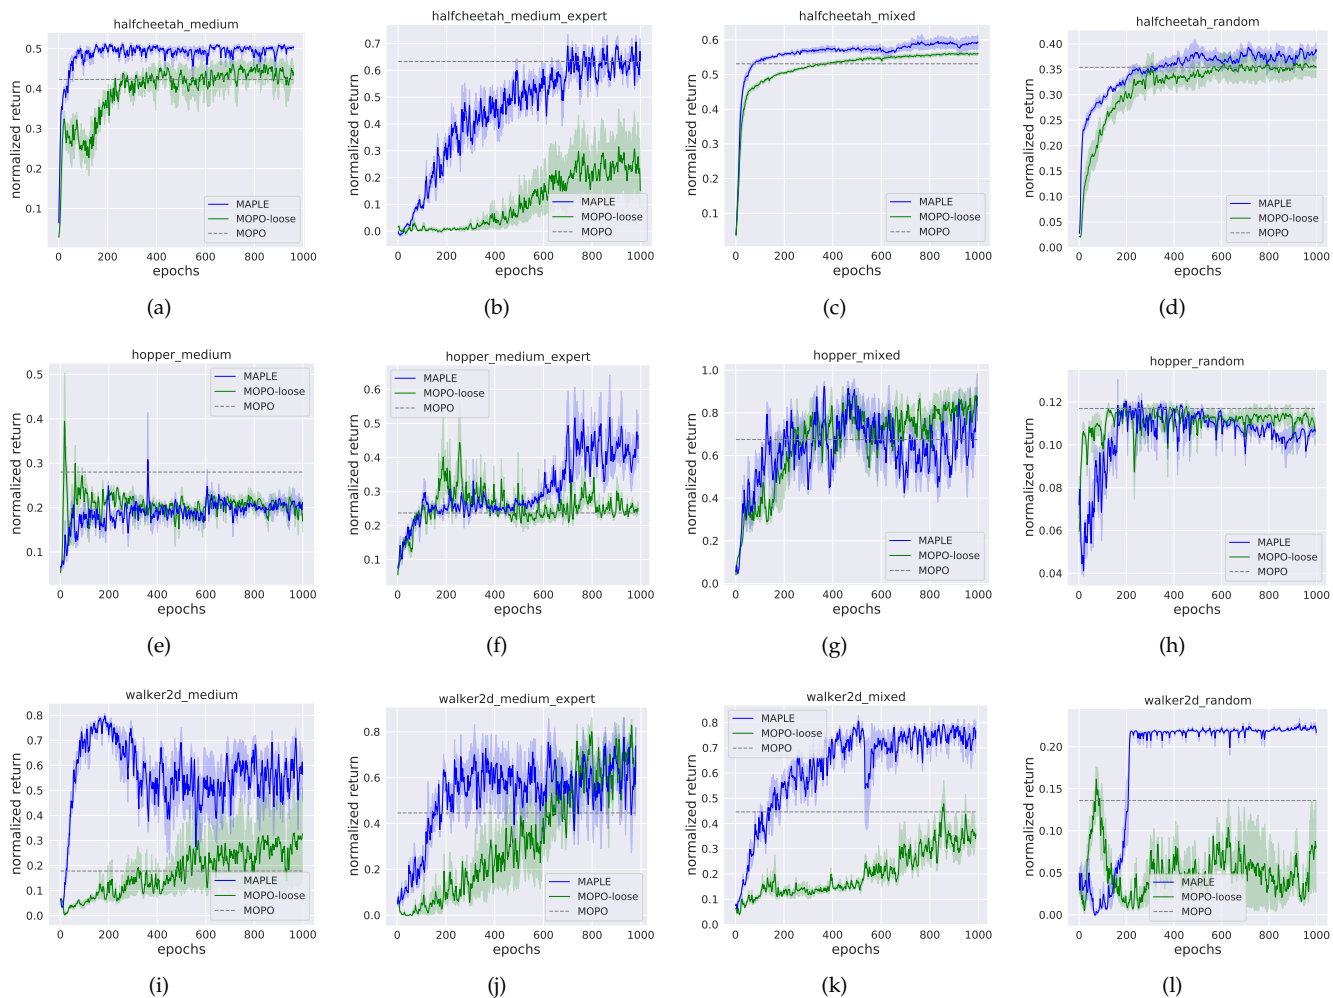 halfcheetah_medium
normalized return
0.5
0.4
0.3
0.2
0.1
MAPLE
MOPO-loose
MOPO
0 200 400 600 800 1000
epochs
(a)
halfcheetah_medium_expert
normalized return
0.7
0.6
0.5
0.4
0.3
0.2
0.1
0.0
MAPLE
MOPO-loose
MOPO
0 200 400 600 800 1000
epochs
(b)
halfcheetah_mixed
normalized return
0.6
0.5
0.4
0.3
0.2
0.1
MAPLE
MOPO-loose
MOPO
0 200 400 600 800 1000
epochs
(c)
halfcheetah_random
normalized return
0.40
0.35
0.30
0.25
0.20
0.15
0.10
0.05
0.00
MAPLE
MOPO-loose
MOPO
0 200 400 600 800 1000
epochs
(d)
hopper_medium
normalized return
0.5
0.4
0.3
0.2
0.1
MAPLE
MOPO-loose
MOPO
0 200 400 600 800 1000
epochs
(e)
hopper_medium_expert
normalized return
0.6
0.5
0.4
0.3
0.2
0.1
MAPLE
MOPO-loose
MOPO
0 200 400 600 800 1000
epochs
(f)
hopper_mixed
normalized return
1.0
0.8
0.6
0.4
0.2
0.0
MAPLE
MOPO-loose
MOPO
0 200 400 600 800 1000
epochs
(g)
hopper_random
normalized return
0.12
0.10
0.08
0.06
0.04
MAPLE
MOPO-loose
MOPO
0 200 400 600 800 1000
epochs
(h)
walker2d_medium
normalized return
0.8
0.7
0.6
0.5
0.4
0.3
0.2
0.1
0.0
MAPLE
MOPO-loose
MOPO
0 200 400 600 800 1000
epochs
(i)
walker2d_medium_expert
normalized return
0.8
0.6
0.4
0.2
0.0
MAPLE
MOPO-loose
MOPO
0 200 400 600 800 1000
epochs
(j)
walker2d_mixed
normalized return
0.8
0.7
0.6
0.5
0.4
0.3
0.2
0.1
0.0
MAPLE
MOPO-loose
MOPO
0 200 400 600 800 1000
epochs
(k)
walker2d_random
normalized return
0.20
0.15
0.10
0.05
0.00
MAPLE
MOPO-loose
MOPO
0 200 400 600 800 1000
epochs
(l)